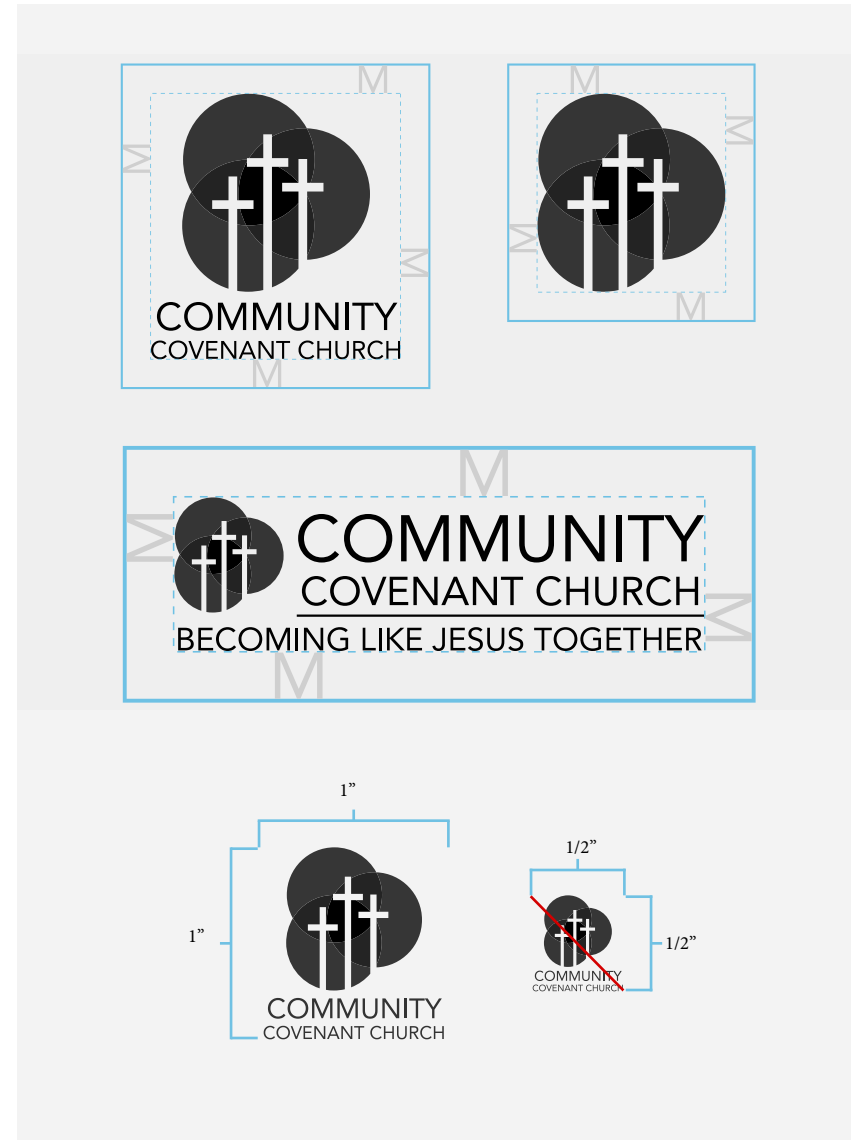 M
M
M
M
COMMUNITY
COVENANT CHURCH
M
M
M
M
M
M
COMMUNITY
COVENANT CHURCH
BECOMING LIKE JESUS TOGETHER
M
M
1”
1”
COMMUNITY
COVENANT CHURCH
1/2”
1/2”
COMMUNITY
COVENANT CHURCH